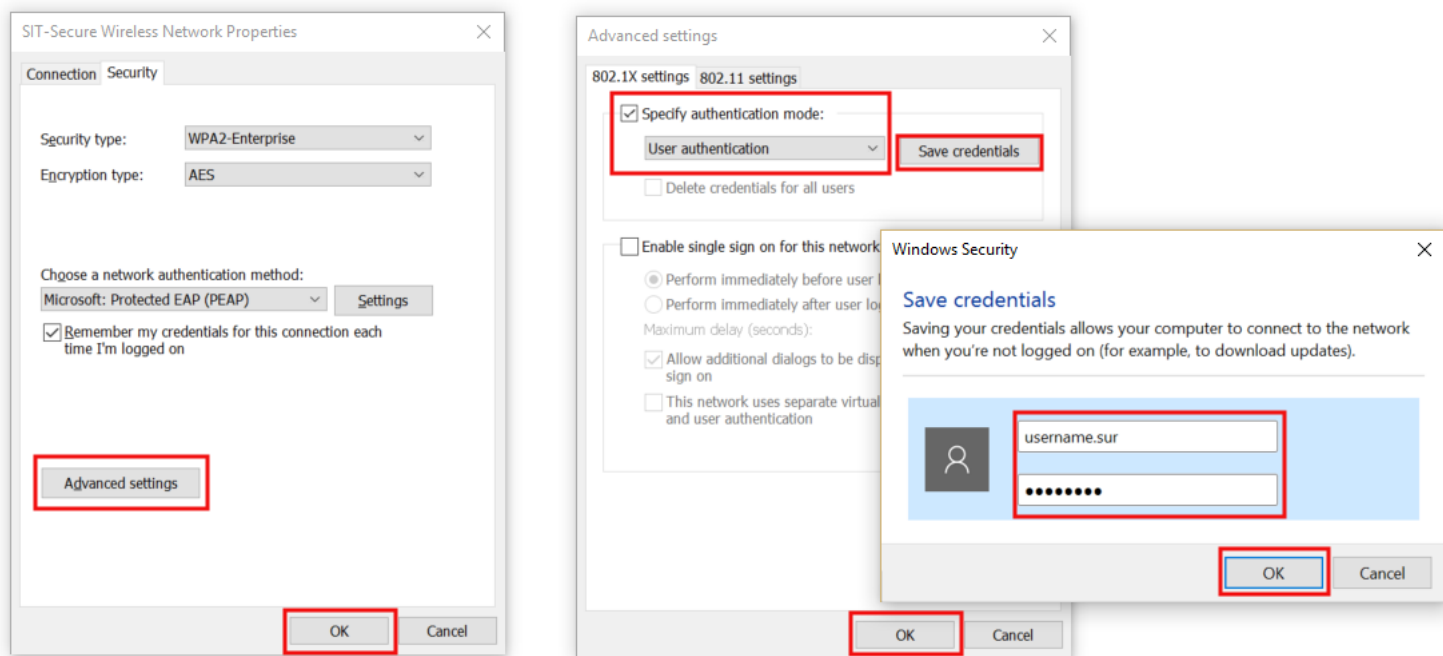 SIT-Secure Wireless Network Properties
Connection Security
Security type: WPA2-Enterprise
Encryption type: AES
Choose a network authentication method:
Microsoft: Protected EAP (PEAP) Settings
Remember my credentials for this connection each
time I'm logged on
Advanced settings
OK Cancel
Advanced settings
802.1X settings 802.11 settings
Specify authentication mode:
User authentication Save credentials
Delete credentials for all users
Enable single sign on for this network
Perform immediately before user
Perform immediately after user
Maximum delay (seconds):
Allow additional dialogs to be
sign on
This network uses separate virtual
and user authentication
OK Cancel
Windows Security
Save credentials
Saving your credentials allows your computer to connect to the network
when you're not logged on (for example, to download updates).
username.sur
●●●●●●●●
OK Cancel